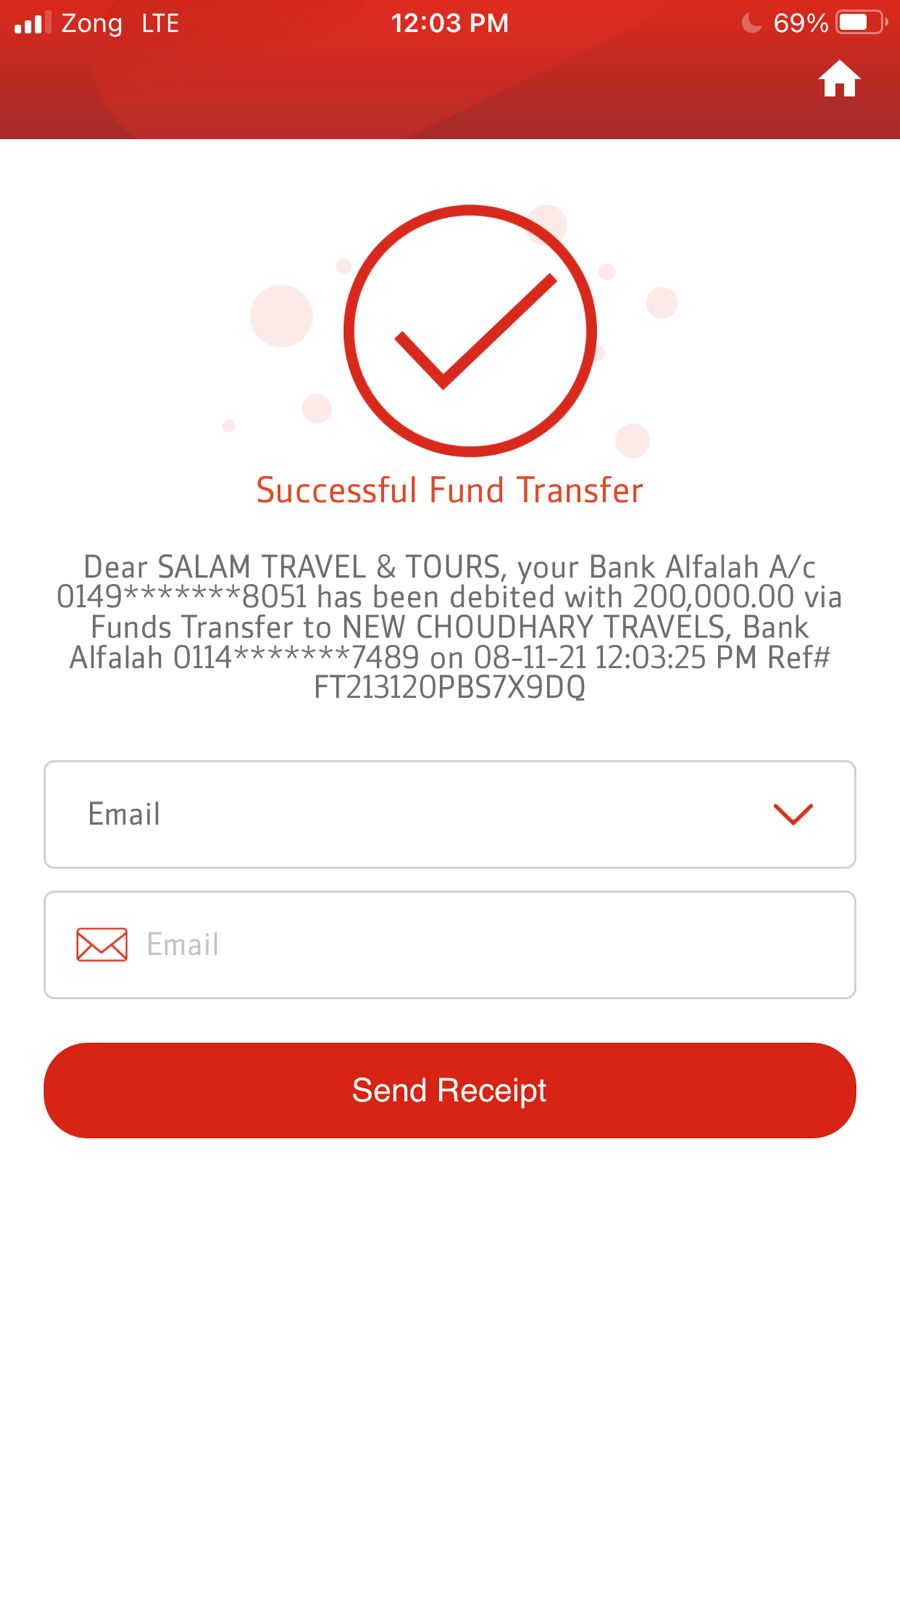 Zong LTE 12:03 PM 69%
Successful Fund Transfer
Dear SALAM TRAVEL & TOURS, your Bank Alfalah A/c
0149*******8051 has been debited with 200,000.00 via
Funds Transfer to NEW CHOUDHARY TRAVELS, Bank
Alfalah 0114*******7489 on 08-11-21 12:03:25 PM Ref#
FT213120PBS7X9DQ
Email
Email
Send Receipt